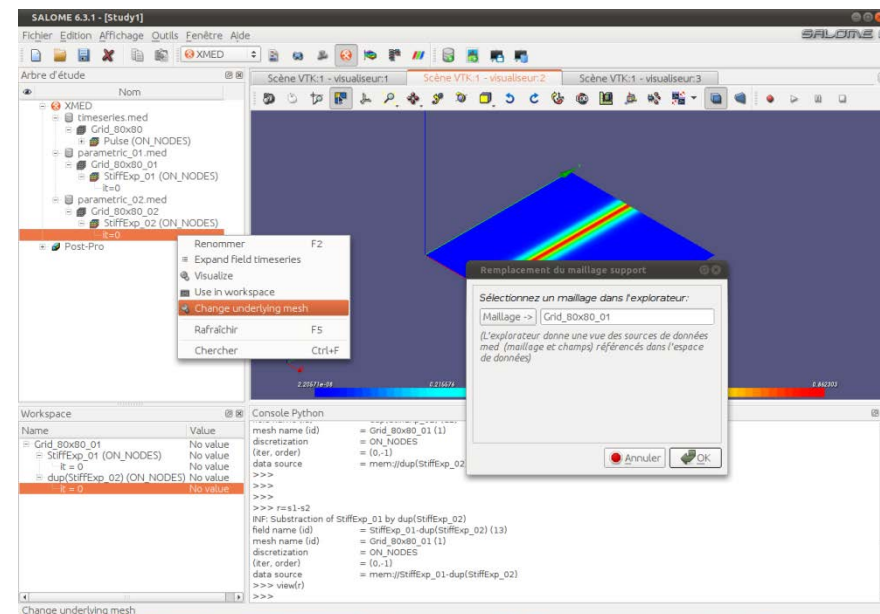 SALOME 6.3.1 - [Study1]
Fichier Edition Affichage Outils Fenêtre Aide
SALOME
XMED
Arbre d'étude
Scène VTK:1 - visualiseur:1 Scène VTK:1 - visualiseur:2 Scène VTK:1 - visualiseur:3
Nom
XMED
timeseries.med
Grid_80x80
Pulse (ON_NODES)
parametric_01.med
Grid_80x80_01
StiffExp_01 (ON_NODES)
it=0
parametric_02.med
Grid_80x80_02
StiffExp_02 (ON_NODES)
it=0
Post-Pro
Renommer F2
Expand field timeseries
Visualize
Use in workspace
Change underlying mesh
Rafraîchir F5
Chercher Ctrl+F
Remplacement du maillage support
Sélectionnez un maillage dans l'explorateur:
Maillage -> Grid_80x80_01
(L'explorateur donne une vue des sources de données
med (maillage et champs) référencés dans l'espace
de données)
Annuler OK
Workspace
Name Value
Grid_80x80_01 No value
StiffExp_01 (ON_NODES) No value
it = 0 No value
dup(StiffExp_02) (ON_NODES) No value
it = 0 No value
Console Python
mesh name (id) = Grid_80x80_01 (1)
discretization = ON_NODES
(iter, order) = (0,-1)
data source = mem://dup(StiffExp_02
>>>
>>>
>>>
>>> r=s1-s2
INF: Substraction of StiffExp_01 by dup(StiffExp_02)
field name (id) = StiffExp_01-dup(StiffExp_02) (13)
mesh name (id) = Grid_80x80_01 (1)
discretization = ON_NODES
(iter, order) = (0,-1)
data source = mem://StiffExp_01-dup(StiffExp_02)
>>> view(r)
>>>
Change underlying mesh